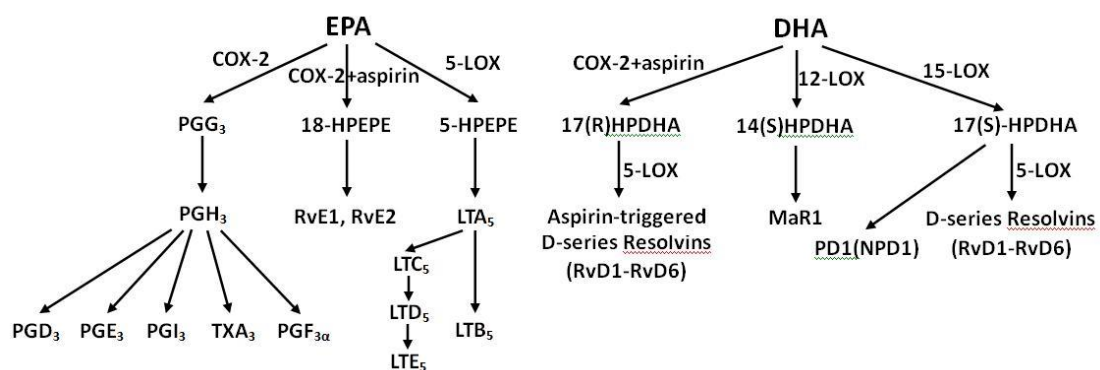 EPA
DHA
COX-2
COX-2+aspirin
5-LOX
COX-2+aspirin
12-LOX
15-LOX
PGG₃
18-HPEPE
5-HPEPE
17(R)HPDHA
14(S)HPDHA
17(S)-HPDHA
5-LOX
5-LOX
PGH₃
RvE1, RvE2
LTA₅
Aspirin-triggered
D-series Resolvins
(RvD1-RvD6)
MaR1
PD1(NPD1)
D-series Resolvins
(RvD1-RvD6)
LTC₅
LTD₅
LTE₅
LTB₅
PGD₃
PGE₃
PGI₃
TXA₃
PGF₃α